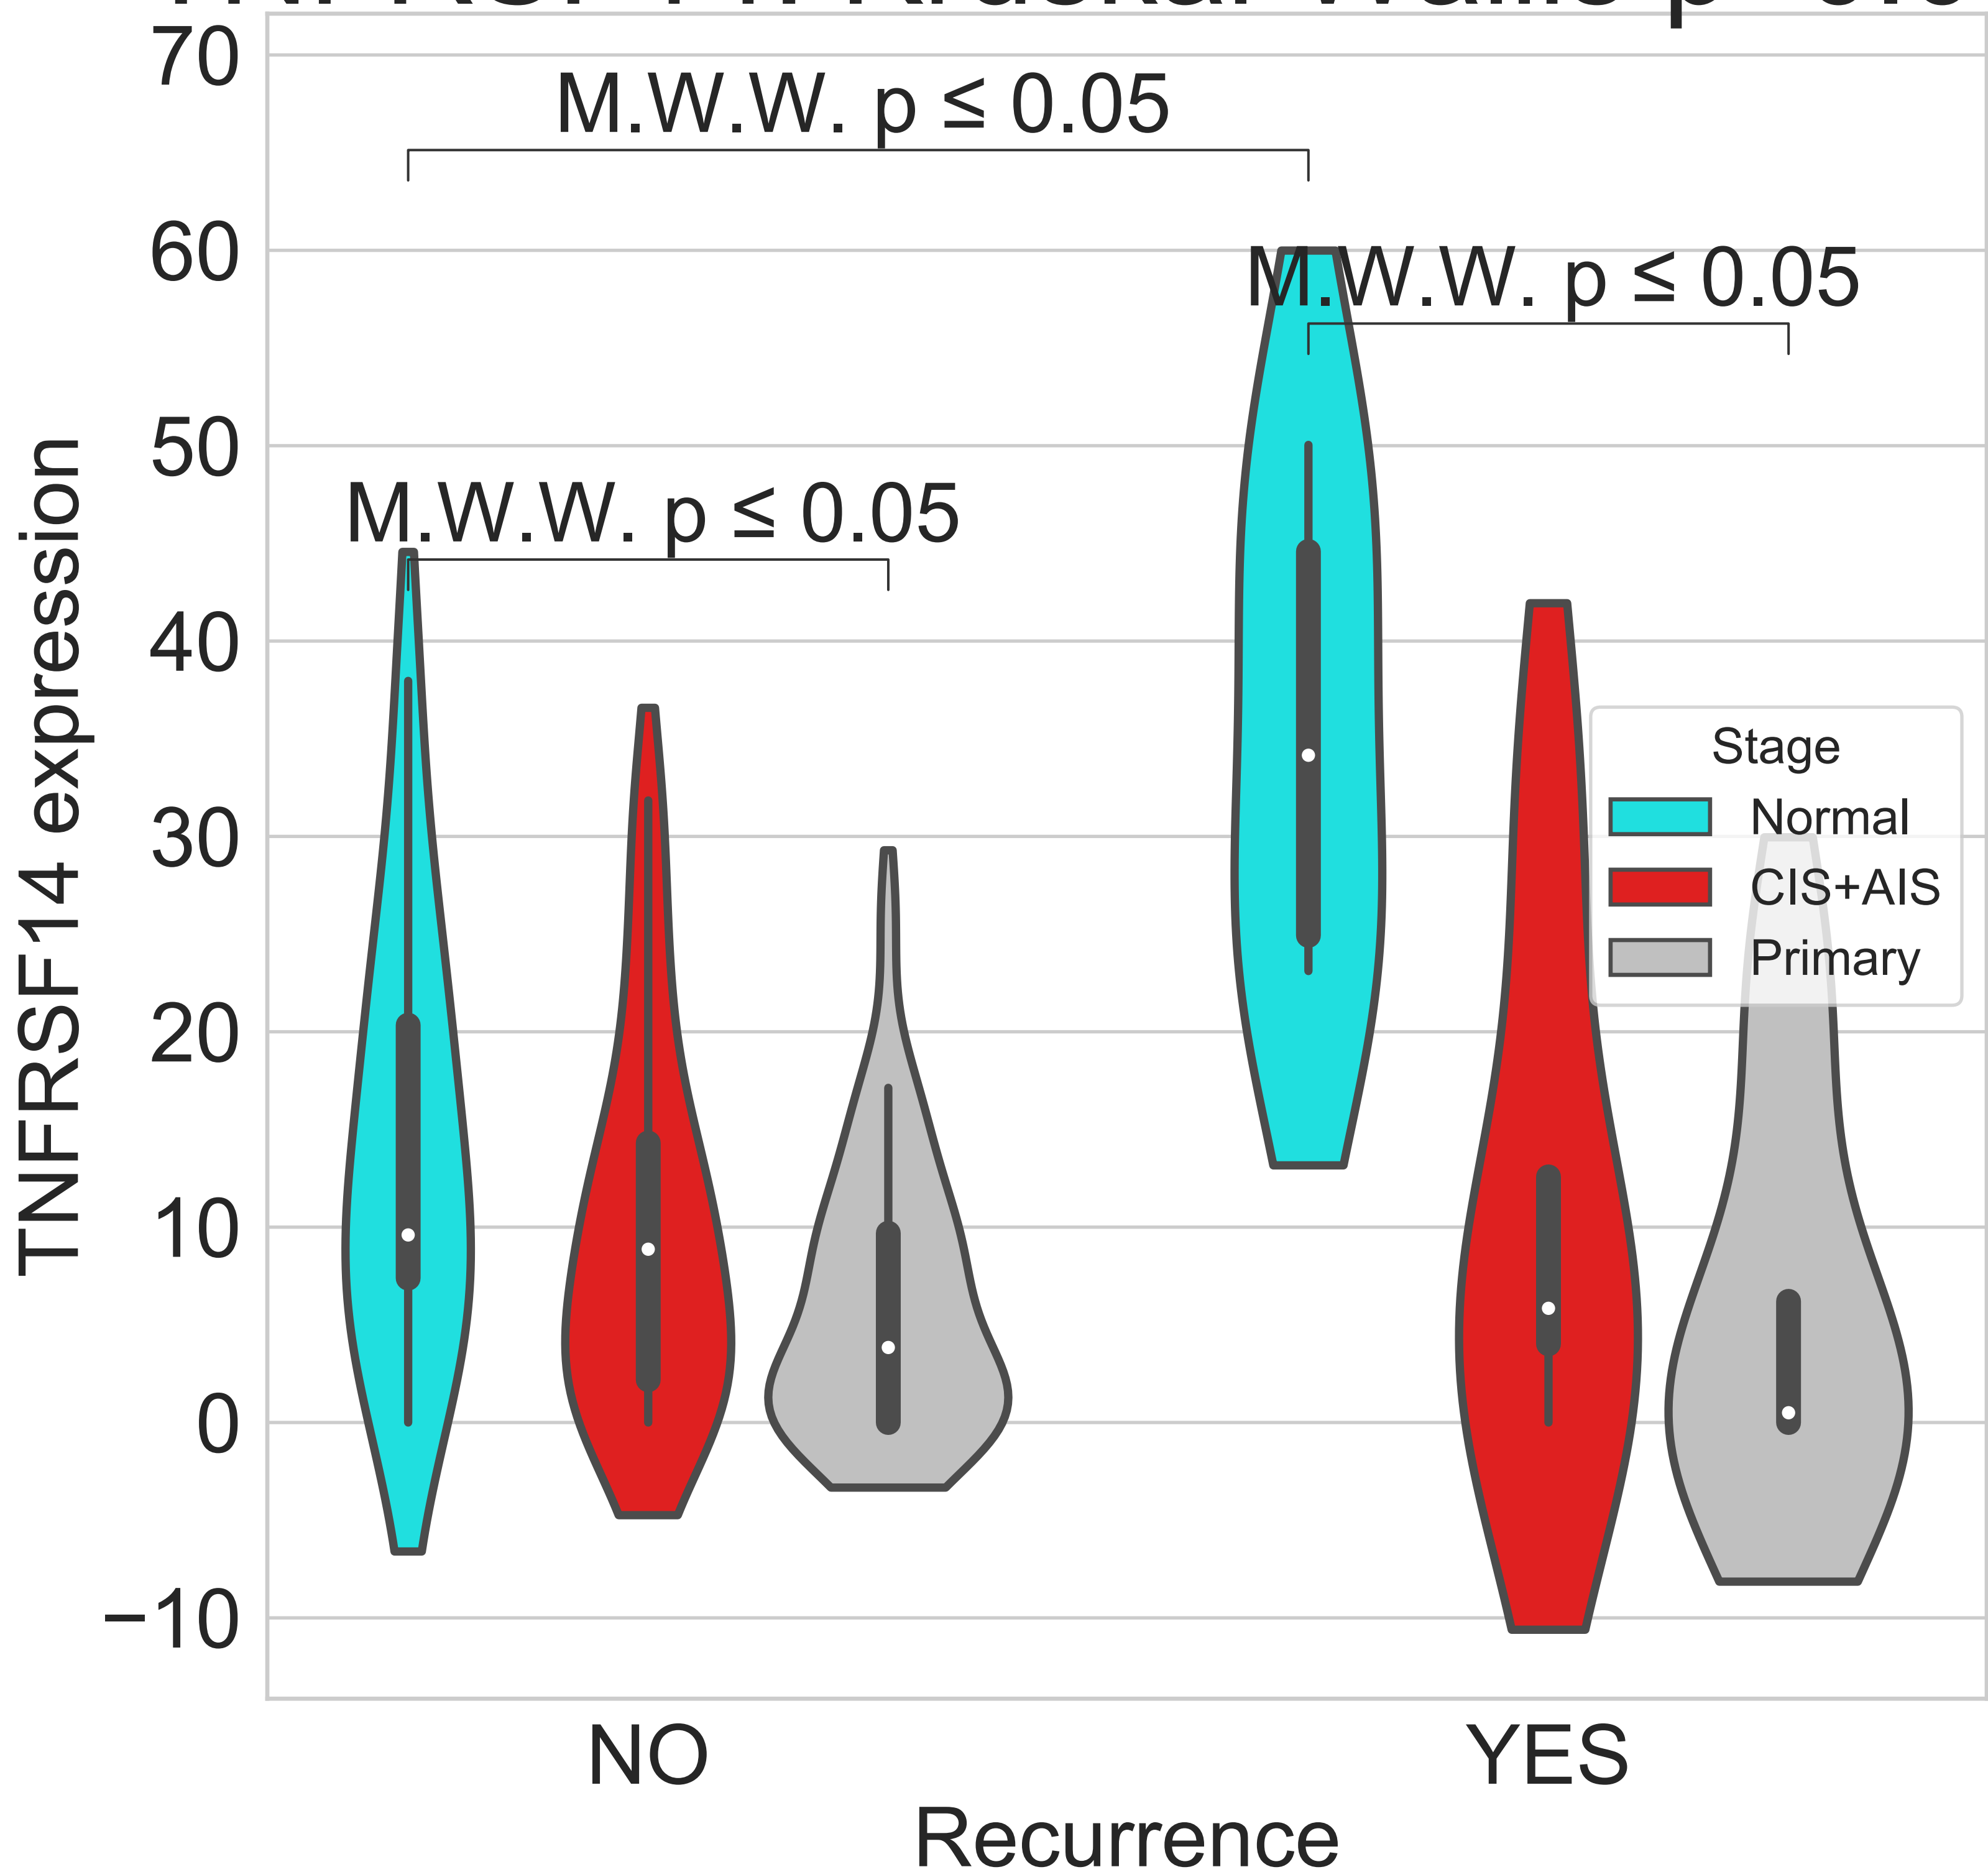 70
M.W.W. p ≤ 0.05
60
M.W.W. p ≤ 0.05
50
M.W.W. p ≤ 0.05
40
30
20
10
0
−10
TNFRSF14 expression
Stage
Normal
CIS+AIS
Primary
NO
YES
Recurrence